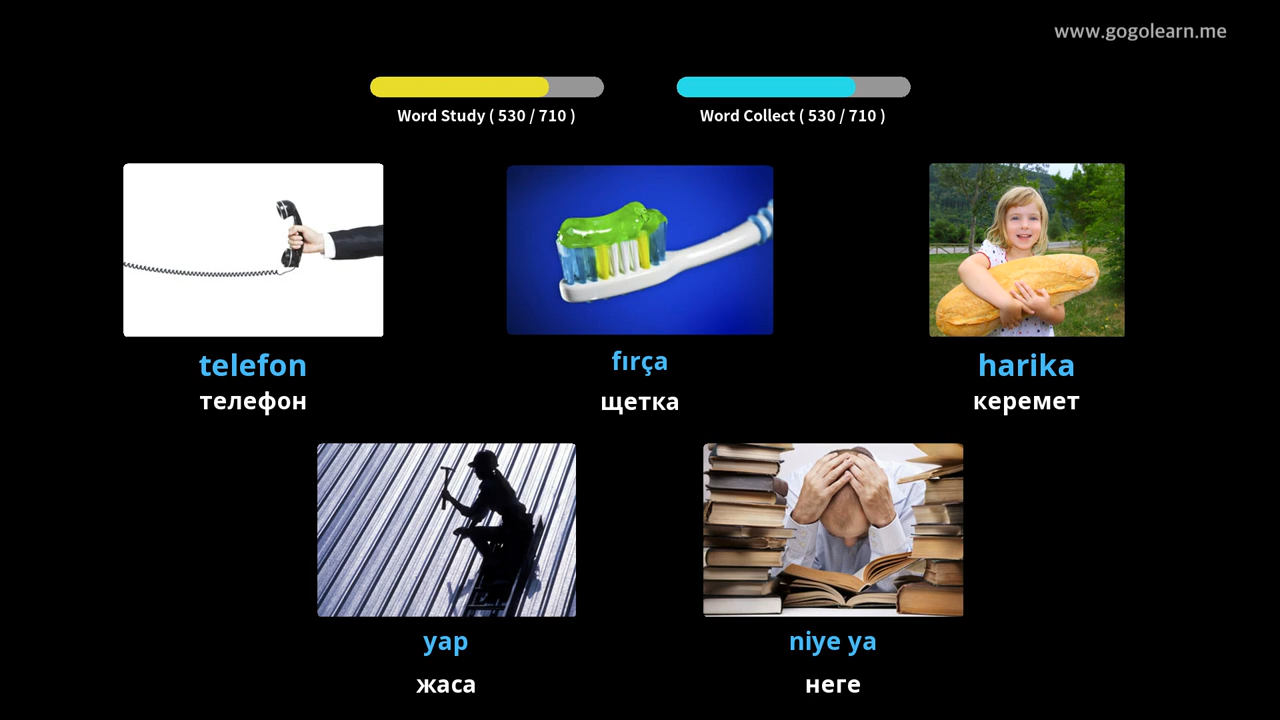 www.gogolearn.me
Word Study ( 530 / 710 )
Word Collect ( 530 / 710 )
telefon
телефон
fırça
щетка
harika
керемет
yap
жаса
niye ya
неге